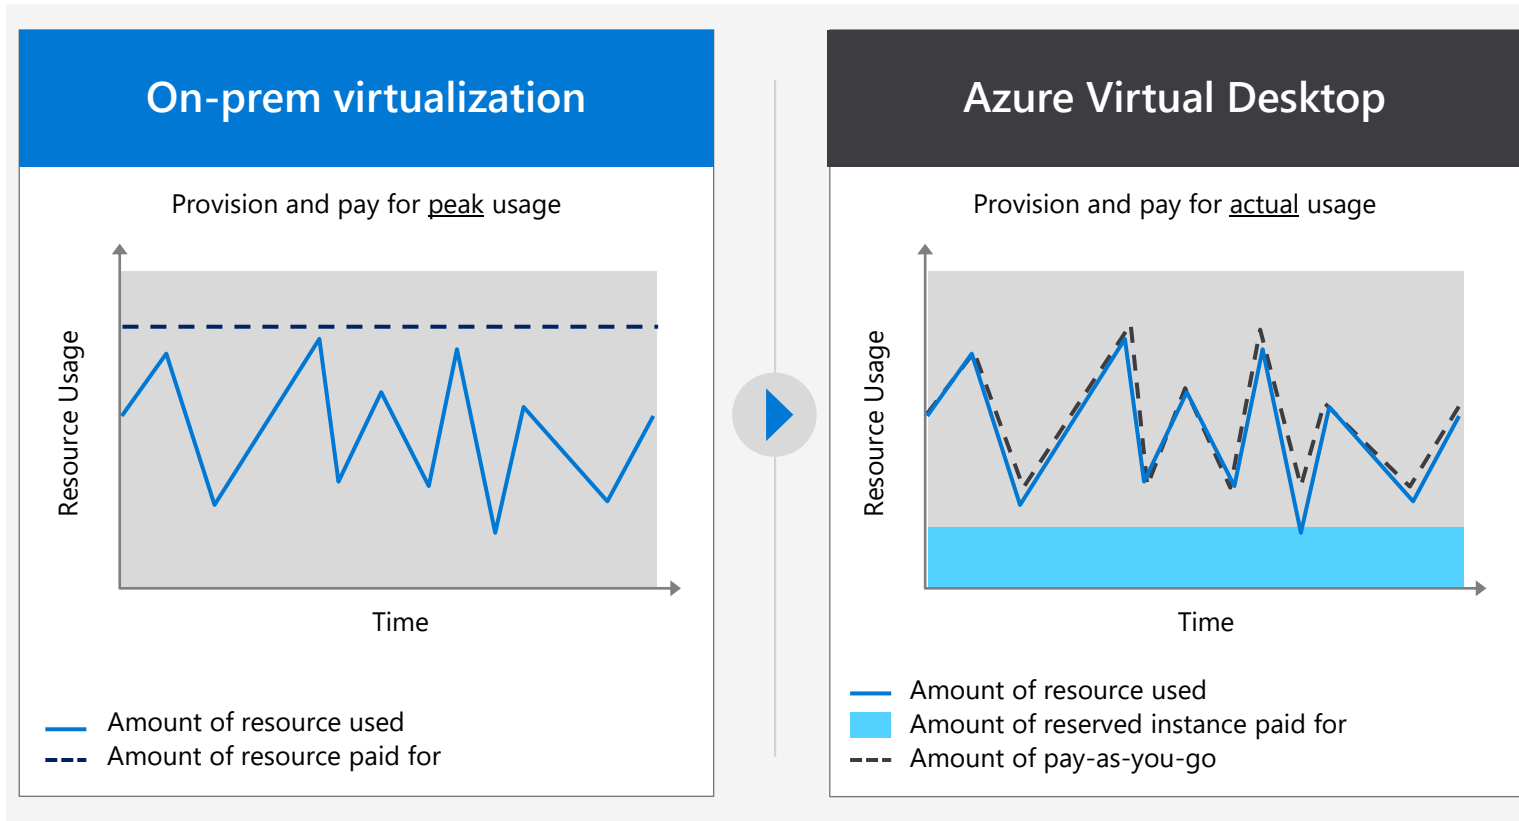 On-prem virtualization
Provision and pay for peak usage
Resource Usage
Time
Amount of resource used
Amount of resource paid for
Azure Virtual Desktop
Provision and pay for actual usage
Resource Usage
Time
Amount of resource used
Amount of reserved instance paid for
Amount of pay-as-you-go